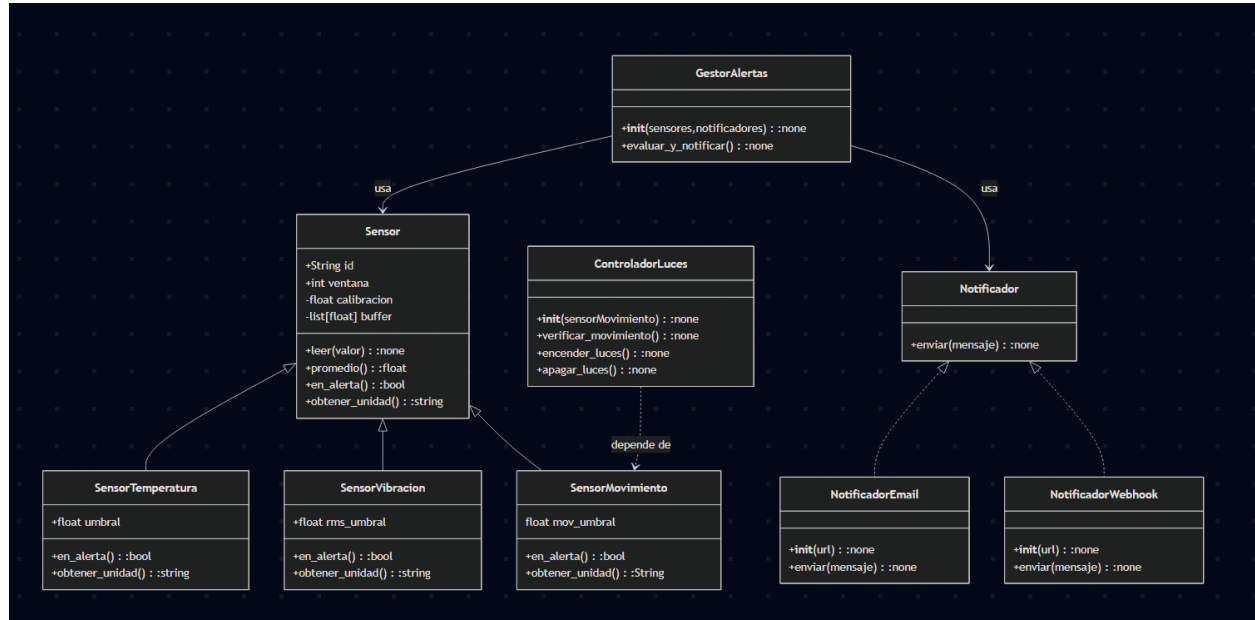 GestorAlertas
+init(sensores,notificadores) : :none
+evaluar_y_notificar() : :none
usa
usa
Sensor
+String id
+int ventana
-float calibracion
-list[float] buffer
+leer(valor) : :none
+promedio() : :float
+en_alerta() : :bool
+obtener_unidad() : :string
ControladorLuces
+init(sensorMovimiento) : :none
+verificar_movimiento() : :none
+encender_luces() : :none
+apagar_luces() : :none
Notificador
+enviar(mensaje) : :none
depende de
SensorTemperatura
+float umbral
+en_alerta() : :bool
+obtener_unidad() : :string
SensorVibracion
+float rms_umbral
+en_alerta() : :bool
+obtener_unidad() : :string
SensorMovimiento
float mov_umbral
+en_alerta() : :bool
+obtener_unidad() : :String
NotificadorEmail
+init(url) : :none
+enviar(mensaje) : :none
NotificadorWebhook
+init(url) : :none
+enviar(mensaje) : :none